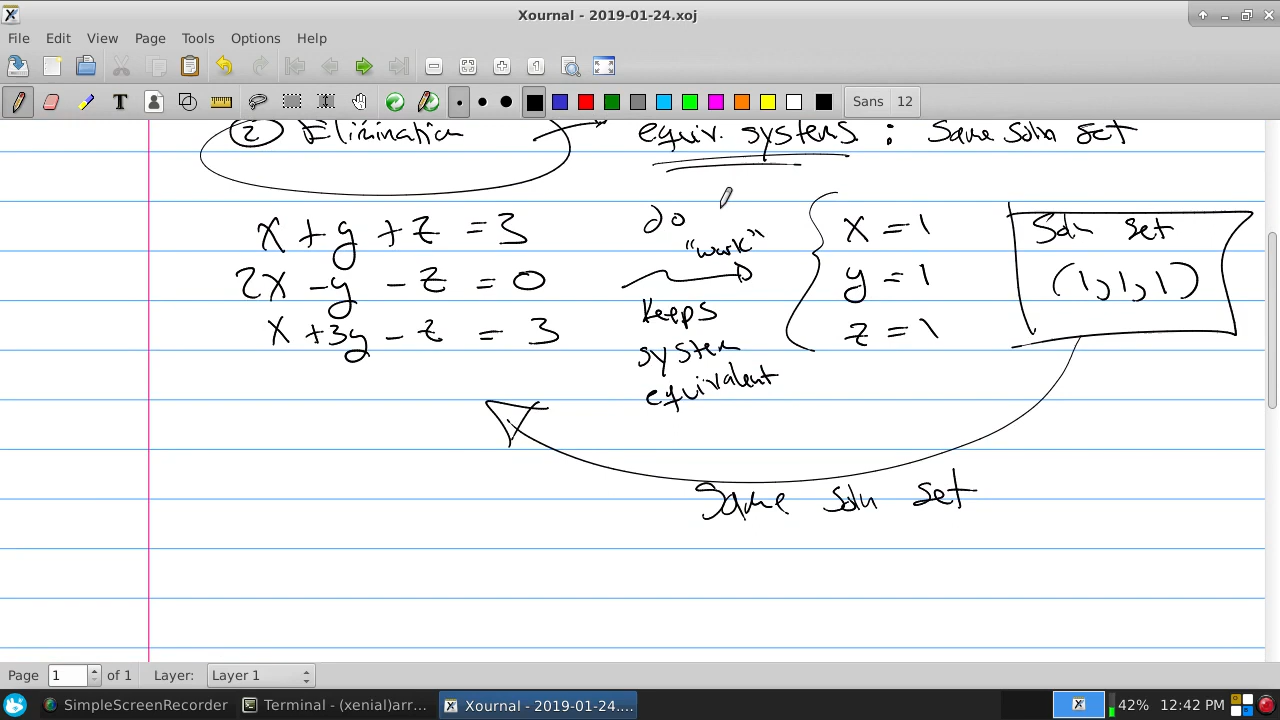 Xournal - 2019-01-24.xoj
File Edit View Page Tools Options Help
Sans 12
② Elimination → equiv. systems : Same Soln set
x + y + z = 3
2x - y - z = 0
x + 3y - z = 3
do
"work"
keeps
system
equivalent
x = 1
y = 1
z = 1
Soln set
(1, 1, 1)
Same Soln set
Page 1 of 1 Layer: Layer 1
SimpleScreenRecorder Terminal - (xenial)arr... Xournal - 2019-01-24.... 42% 12:42 PM